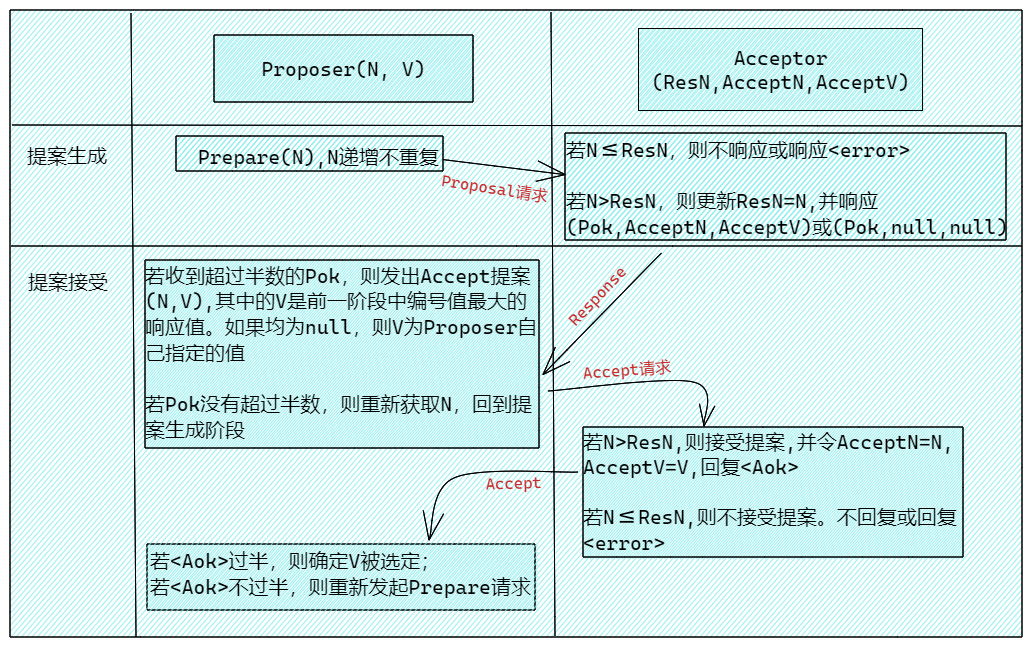 Proposer(N, V)
Acceptor
(ResN,AcceptN,AcceptV)
提案生成
Prepare(N),N递增不重复
Proposal请求
若N≤ResN，则不响应或响应<error>
若N>ResN，则更新ResN=N,并响应
(Pok,AcceptN,AcceptV)或(Pok,null,null)
提案接受
若收到超过半数的Pok，则发出Accept提案
(N,V),其中的V是前一阶段中编号值最大的
响应值。如果均为null，则V为Proposer自
己指定的值
若Pok没有超过半数，则重新获取N，回到提
案生成阶段
Response
Accept请求
若N>ResN,则接受提案,并令AcceptN=N,
AcceptV=V,回复<Aok>
若N≤ResN,则不接受提案。不回复或回复
<error>
Accept
若<Aok>过半，则确定V被选定；
若<Aok>不过半，则重新发起Prepare请求